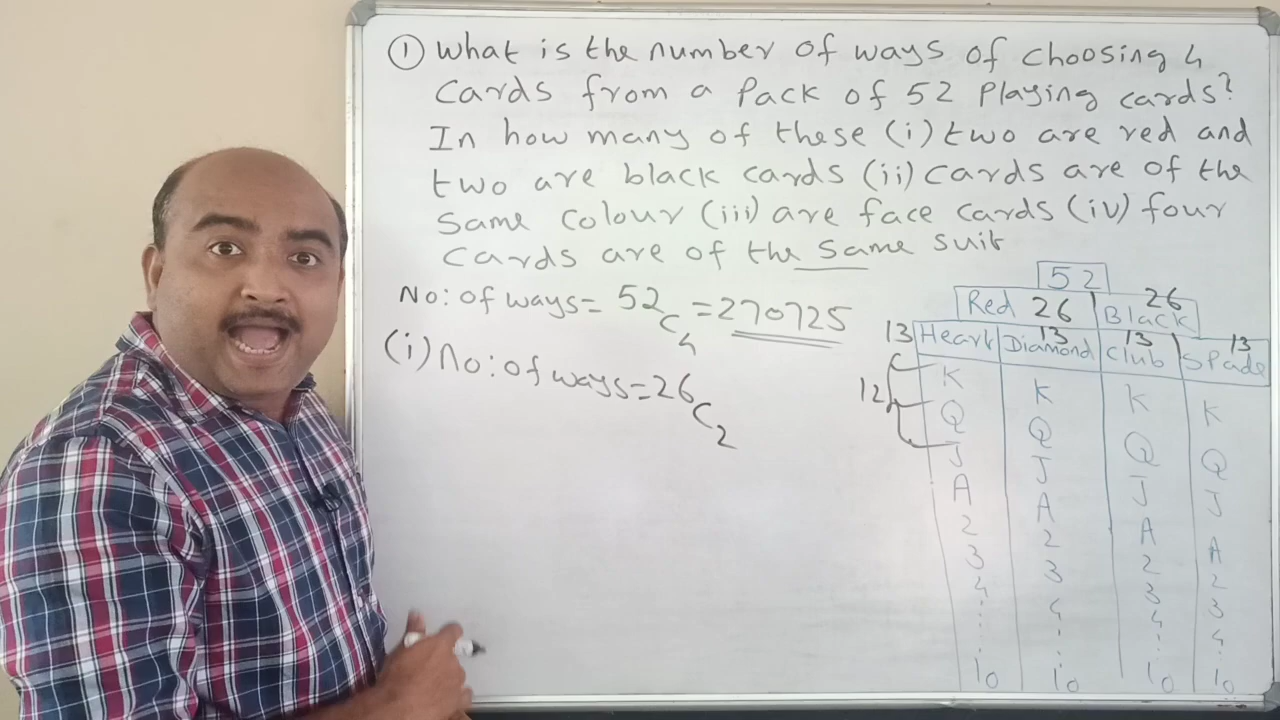 ① What is the number of ways of choosing 4
cards from a pack of 52 playing cards?
In how many of these (i) two are red and
two are black cards (ii) cards are of the
same colour (iii) are face cards (iv) four
cards are of the same suit
No: of ways = 52C4 = 270725
(i) No: of ways = 26C2
52
Red 26 Black 26
13 Heart Diamond 13 Club 13 Spade 13
12
K K K K
Q Q Q Q
J J J J
A A A A
2 2 2 2
3 3 3 3
4 4 4 4
10 10 10 10